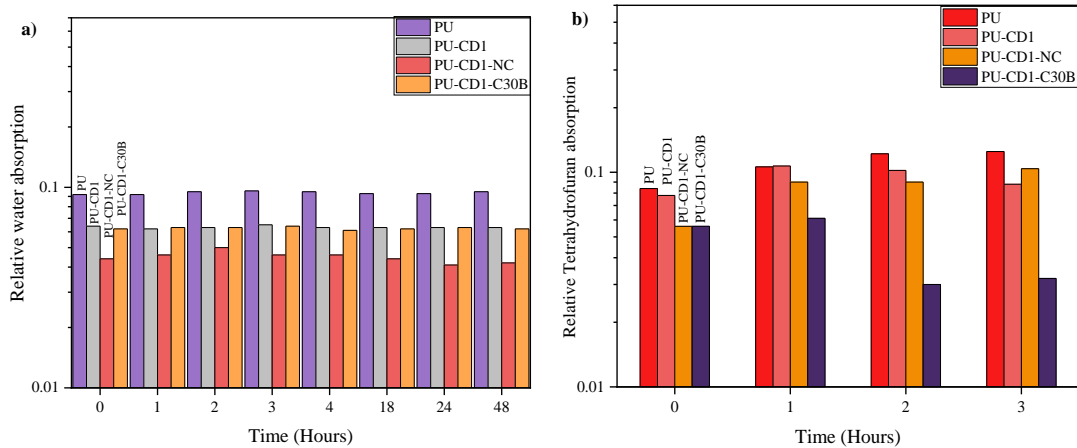 a)
PU
PU-CD1
PU-CD1-NC
PU-CD1-C30B
Relative water absorption
0.1
0.01
PU
PU-CD1
PU-CD1-NC
PU-CD1-C30B
0 1 2 3 4 18 24 48
Time (Hours)
b)
PU
PU-CD1
PU-CD1-NC
PU-CD1-C30B
Relative Tetrahydrofuran absorption
0.1
0.01
PU
PU-CD1
PU-CD1-NC
PU-CD1-C30B
0 1 2 3
Time (Hours)